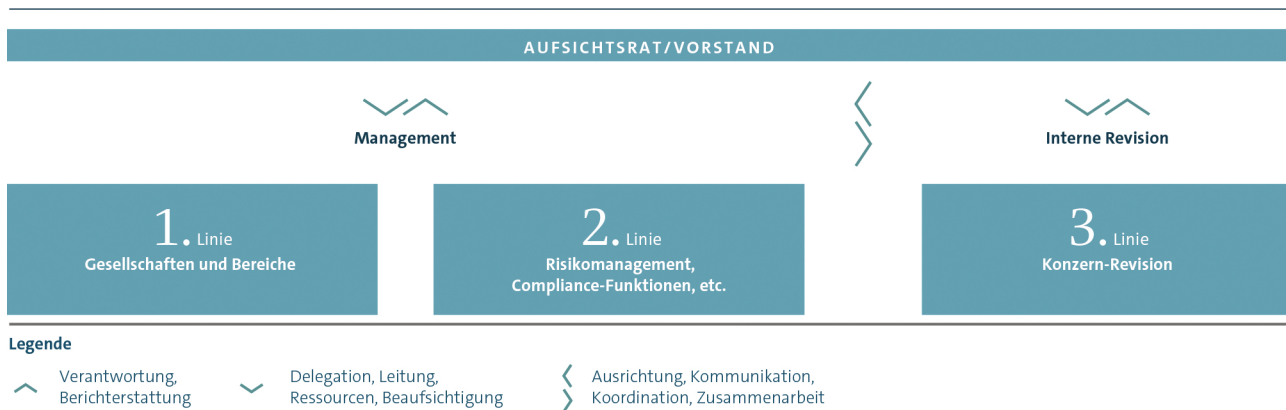 AUFSICHTSRAT/VORSTAND
Management
Interne Revision
1. Linie
Gesellschaften und Bereiche
2. Linie
Risikomanagement,
Compliance-Funktionen, etc.
3. Linie
Konzern-Revision
Legende
Verantwortung,
Berichterstattung
Delegation, Leitung,
Ressourcen, Beaufsichtigung
Ausrichtung, Kommunikation,
Koordination, Zusammenarbeit